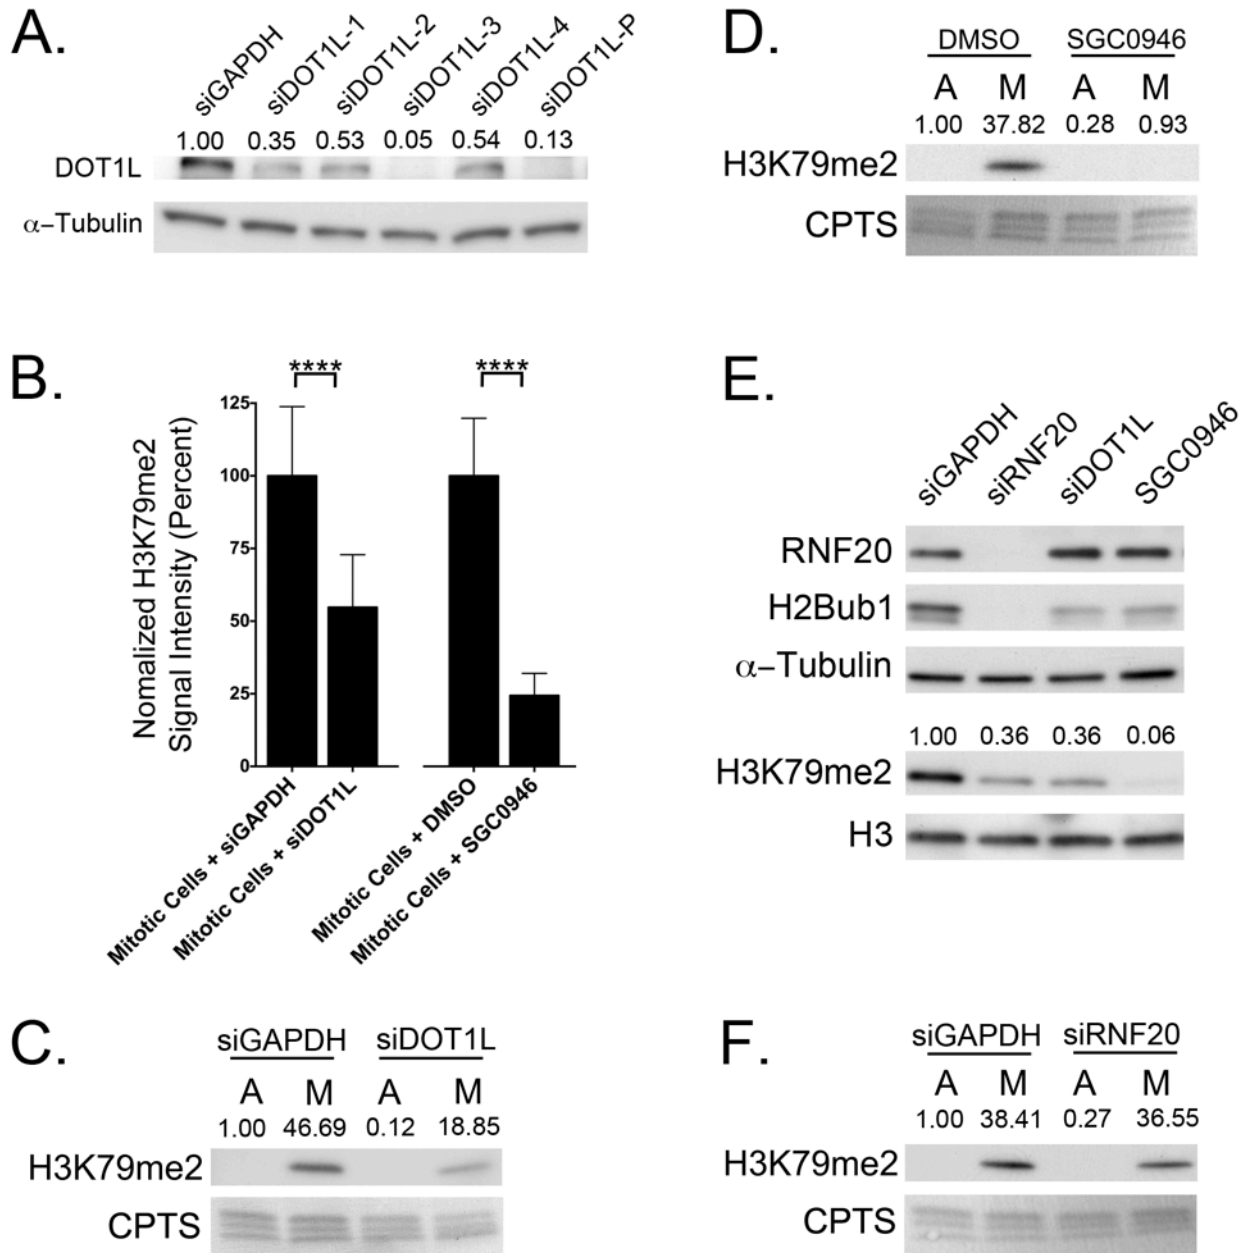 A.
siGAPDH
siDOT1L-1
siDOT1L-2
siDOT1L-3
siDOT1L-4
siDOT1L-P
1.00 0.35 0.53 0.05 0.54 0.13
DOT1L
α–Tubulin
B.
Nomalized H3K79me2
Signal Intensity (Percent)
**** ****
125
100
75
50
25
0
Mitotic Cells + siGAPDH
Mitotic Cells + siDOT1L
Mitotic Cells + DMSO
Mitotic Cells + SGC0946
C.
siGAPDH siDOT1L
A M A M
1.00 46.69 0.12 18.85
H3K79me2
CPTS
D.
DMSO SGC0946
A M A M
1.00 37.82 0.28 0.93
H3K79me2
CPTS
E.
siGAPDH
siRNF20
siDOT1L
SGC0946
RNF20
H2Bub1
α–Tubulin
1.00 0.36 0.36 0.06
H3K79me2
H3
F.
siGAPDH siRNF20
A M A M
1.00 38.41 0.27 36.55
H3K79me2
CPTS